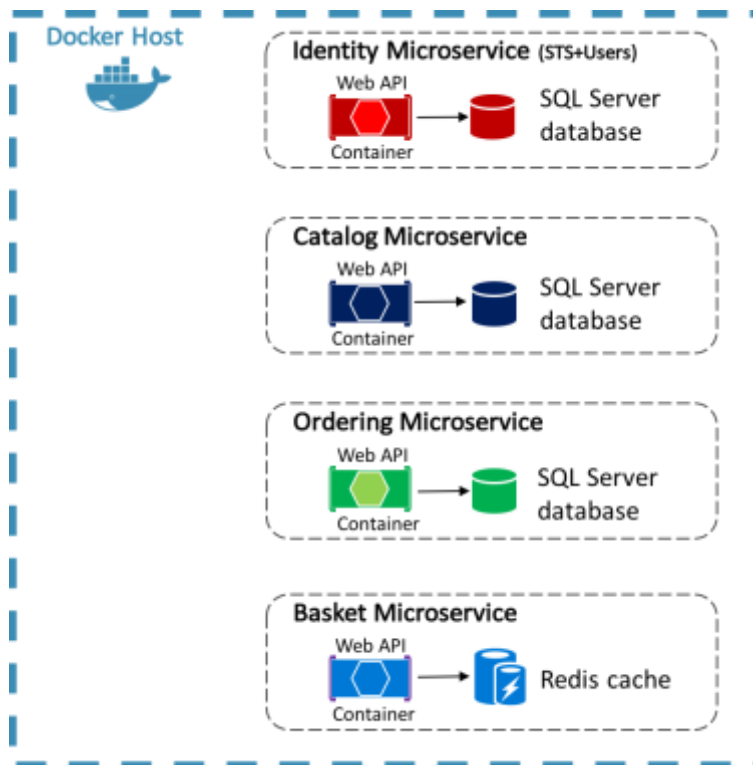 Docker Host
Identity Microservice (STS+Users)
Web API
Container
SQL Server
database
Catalog Microservice
Web API
Container
SQL Server
database
Ordering Microservice
Web API
Container
SQL Server
database
Basket Microservice
Web API
Container
Redis cache